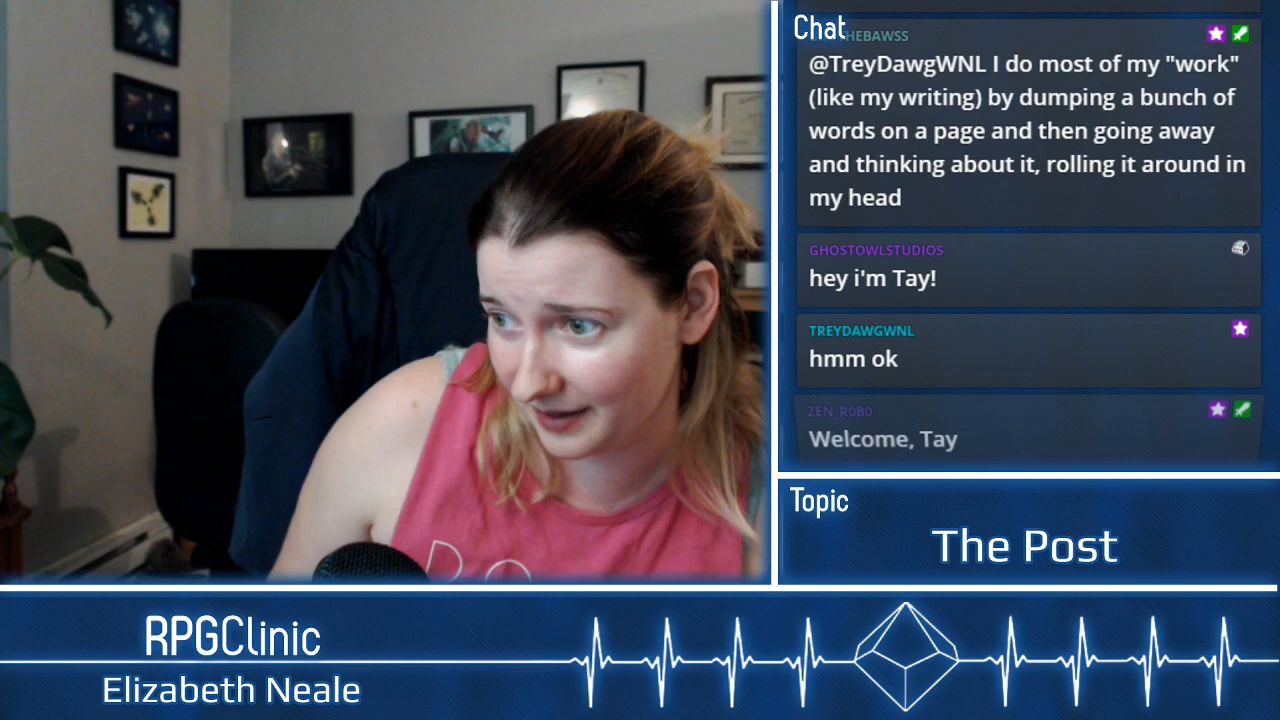 Chat
HEBAWSS
@TreyDawgWNL I do most of my "work"
(like my writing) by dumping a bunch of
words on a page and then going away
and thinking about it, rolling it around in
my head
GHOSTOWLSTUDIOS
hey i'm Tay!
TREYDAWGWNL
hmm ok
ZEN_R0B0
Welcome, Tay
Topic
The Post
RPGClinic
Elizabeth Neale